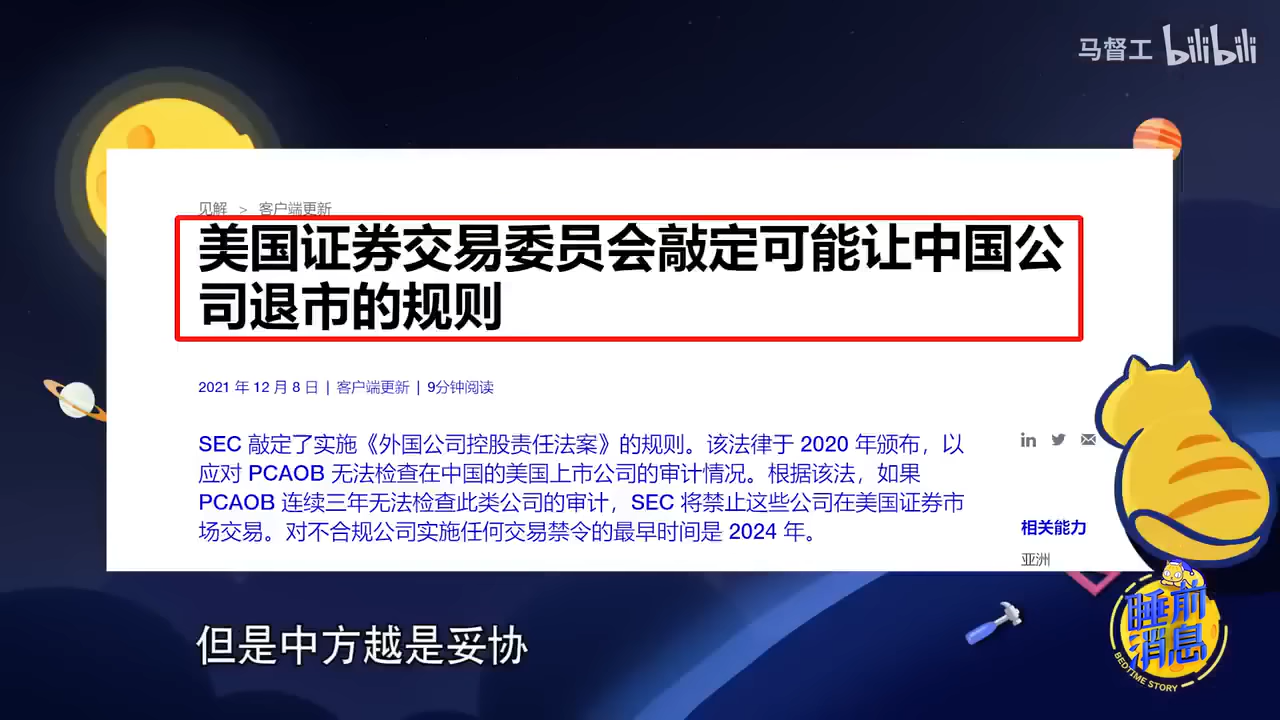 马督工 bilibili
见解 > 客户端更新
美国证券交易委员会敲定可能让中国公
司退市的规则
2021 年 12 月 8 日 | 客户端更新 | 9分钟阅读
SEC 敲定了实施《外国公司控股责任法案》的规则。该法律于 2020 年颁布，以
应对 PCAOB 无法检查在中国的美国上市公司的审计情况。根据该法，如果
PCAOB 连续三年无法检查此类公司的审计，SEC 将禁止这些公司在美国证券市
场交易。对不合规公司实施任何交易禁令的最早时间是 2024 年。
in
相关能力
亚洲
睡前
消息
BEDTIME STORY
但是中方越是妥协